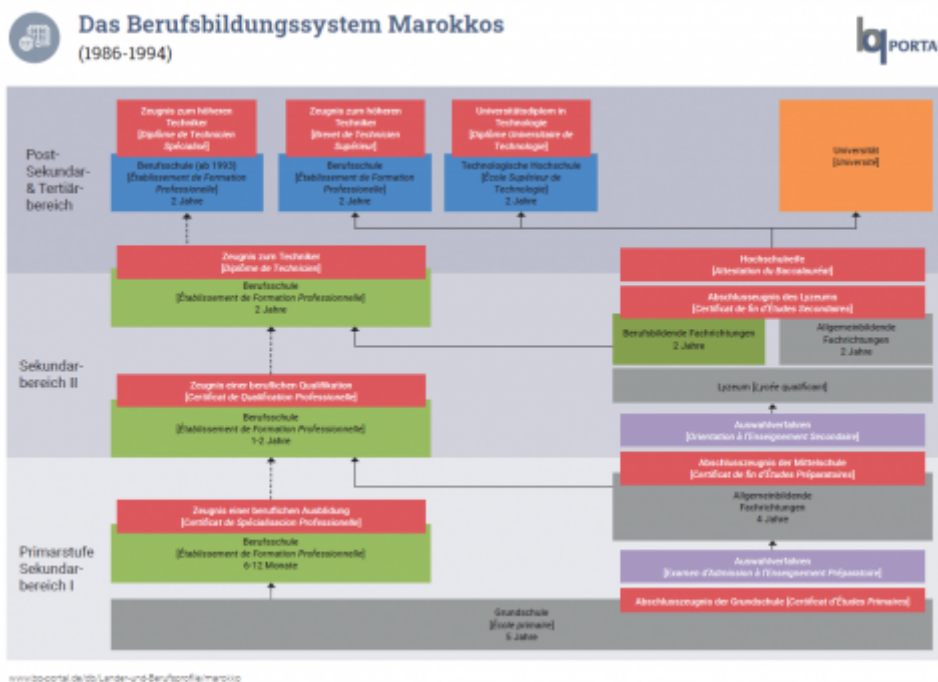 Das Berufsbildungssystem Marokkos
(1986-1994)
bq PORTAL
Post-
Sekundar-
& Tertiär-
bereich
Zeugnis zum höheren
Techniker
[Diplôme de Technicien
Spécialisé]
Berufsschule (ab 1993)
[Établissement de Formation
Professionnelle]
2 Jahre
Zeugnis zum höheren
Techniker
[Brevet de Technicien
Supérieur]
Berufsschule
[Établissement de Formation
Professionnelle]
2 Jahre
Universitätsdiplom in
Technologie
[Diplôme Universitaire de
Technologie]
Technologische Hochschule
[École Supérieur de
Technologie]
2 Jahre
Universität
[Université]
Zeugnis zum Techniker
[Diplôme de Technicien]
Berufsschule
[Établissement de Formation Professionnelle]
2 Jahre
Hochschulreife
[Attestation du Baccalauréat]
Abschlusszeugnis des Lyzeums
[Certificat de fin d'Études Secondaires]
Berufsbildende Fachrichtungen
2 Jahre
Allgemeinbildende
Fachrichtungen
2 Jahre
Sekundar-
bereich II
Lyzeum [Lycée qualifiant]
Zeugnis einer beruflichen Qualifikation
[Certificat de Qualification Professionnelle]
Berufsschule
[Établissement de Formation Professionnelle]
1-2 Jahre
Auswahlverfahren
[Orientation à l'Enseignement Secondaire]
Abschlusszeugnis der Mittelschule
[Certificat de fin d'Études Préparatoires]
Allgemeinbildende
Fachrichtungen
4 Jahre
Primarstufe
Sekundar-
bereich I
Zeugnis einer beruflichen Ausbildung
[Certificat de Spécialisacion Professionelle]
Berufsschule
[Établissement de Formation Professionnelle]
6-12 Monate
Auswahlverfahren
[Examen d'Admission à l'Enseignement Préparatoire]
Abschlusszeugnis der Grundschule [Certificat d'Études Primaires]
Grundschule
[École primaire]
5 Jahre
www.bq-portal.de/db/Länder-und-Berufsprofile/marokko